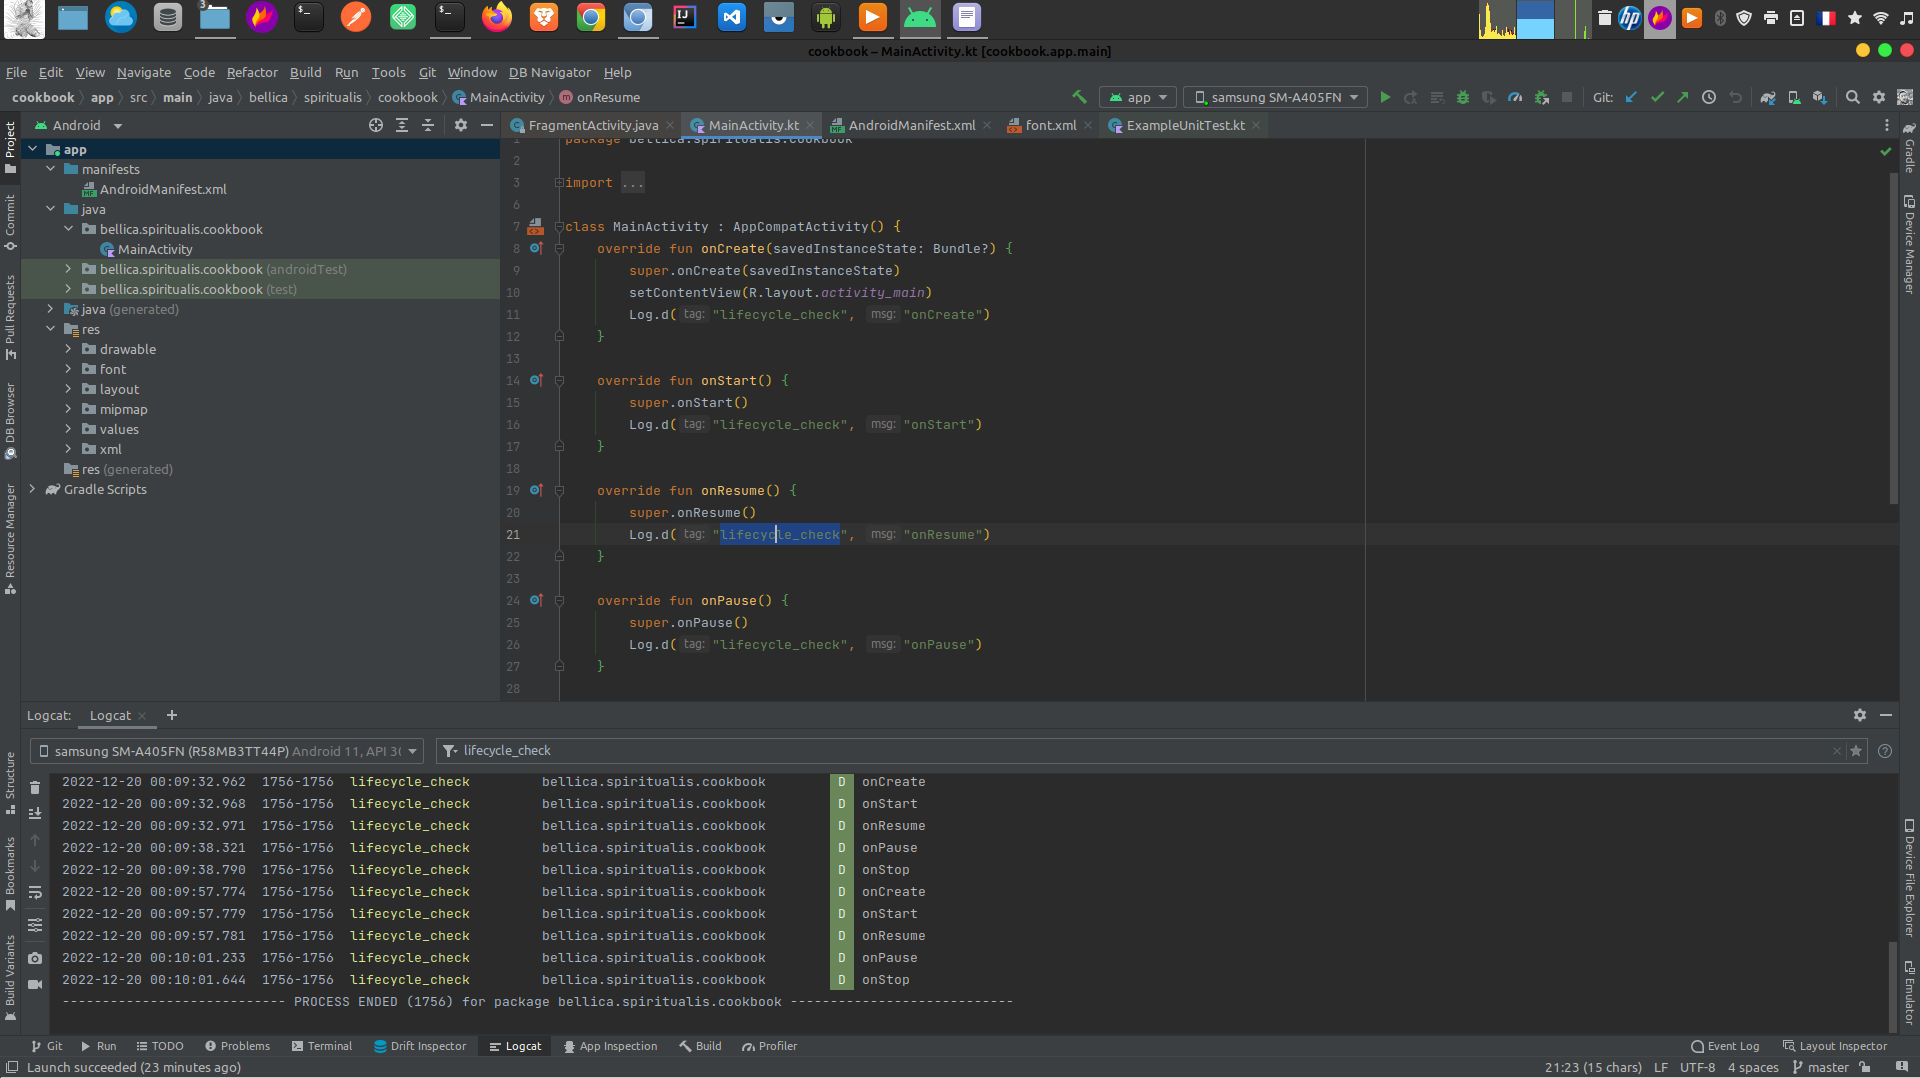 3
cookbook – MainActivity.kt [cookbook.app.main]
File Edit View Navigate Code Refactor Build Run Tools Git Window DB Navigator Help
cookbook app src main java bellica spiritualis cookbook MainActivity onResume
app samsung SM-A405FN Git:
Android
FragmentActivity.java MainActivity.kt AndroidManifest.xml font.xml ExampleUnitTest.kt
Project
Commit
Pull Requests
DB Browser
Resource Manager
Structure
Bookmarks
Build Variants
app
manifests
AndroidManifest.xml
java
bellica.spiritualis.cookbook
MainActivity
bellica.spiritualis.cookbook (androidTest)
bellica.spiritualis.cookbook (test)
java (generated)
res
drawable
font
layout
mipmap
values
xml
res (generated)
Gradle Scripts
1 package bellica.spiritualis.cookbook
2
3 import ...
6
7 class MainActivity : AppCompatActivity() {
8 override fun onCreate(savedInstanceState: Bundle?) {
9 super.onCreate(savedInstanceState)
10 setContentView(R.layout.activity_main)
11 Log.d( tag: "lifecycle_check", msg: "onCreate")
12 }
13
14 override fun onStart() {
15 super.onStart()
16 Log.d( tag: "lifecycle_check", msg: "onStart")
17 }
18
19 override fun onResume() {
20 super.onResume()
21 Log.d( tag: "lifecycle_check", msg: "onResume")
22 }
23
24 override fun onPause() {
25 super.onPause()
26 Log.d( tag: "lifecycle_check", msg: "onPause")
27 }
28
Gradle
Device Manager
Device File Explorer
Emulator
Logcat: Logcat +
samsung SM-A405FN (R58MB3TT44P) Android 11, API 30 lifecycle_check
2022-12-20 00:09:32.962 1756-1756 lifecycle_check bellica.spiritualis.cookbook D onCreate
2022-12-20 00:09:32.968 1756-1756 lifecycle_check bellica.spiritualis.cookbook D onStart
2022-12-20 00:09:32.971 1756-1756 lifecycle_check bellica.spiritualis.cookbook D onResume
2022-12-20 00:09:38.321 1756-1756 lifecycle_check bellica.spiritualis.cookbook D onPause
2022-12-20 00:09:38.790 1756-1756 lifecycle_check bellica.spiritualis.cookbook D onStop
2022-12-20 00:09:57.774 1756-1756 lifecycle_check bellica.spiritualis.cookbook D onCreate
2022-12-20 00:09:57.779 1756-1756 lifecycle_check bellica.spiritualis.cookbook D onStart
2022-12-20 00:09:57.781 1756-1756 lifecycle_check bellica.spiritualis.cookbook D onResume
2022-12-20 00:10:01.233 1756-1756 lifecycle_check bellica.spiritualis.cookbook D onPause
2022-12-20 00:10:01.644 1756-1756 lifecycle_check bellica.spiritualis.cookbook D onStop
---------------------------- PROCESS ENDED (1756) for package bellica.spiritualis.cookbook ----------------------------
Git Run TODO Problems Terminal Drift Inspector Logcat App Inspection Build Profiler Event Log Layout Inspector
Launch succeeded (23 minutes ago) 21:23 (15 chars) LF UTF-8 4 spaces master